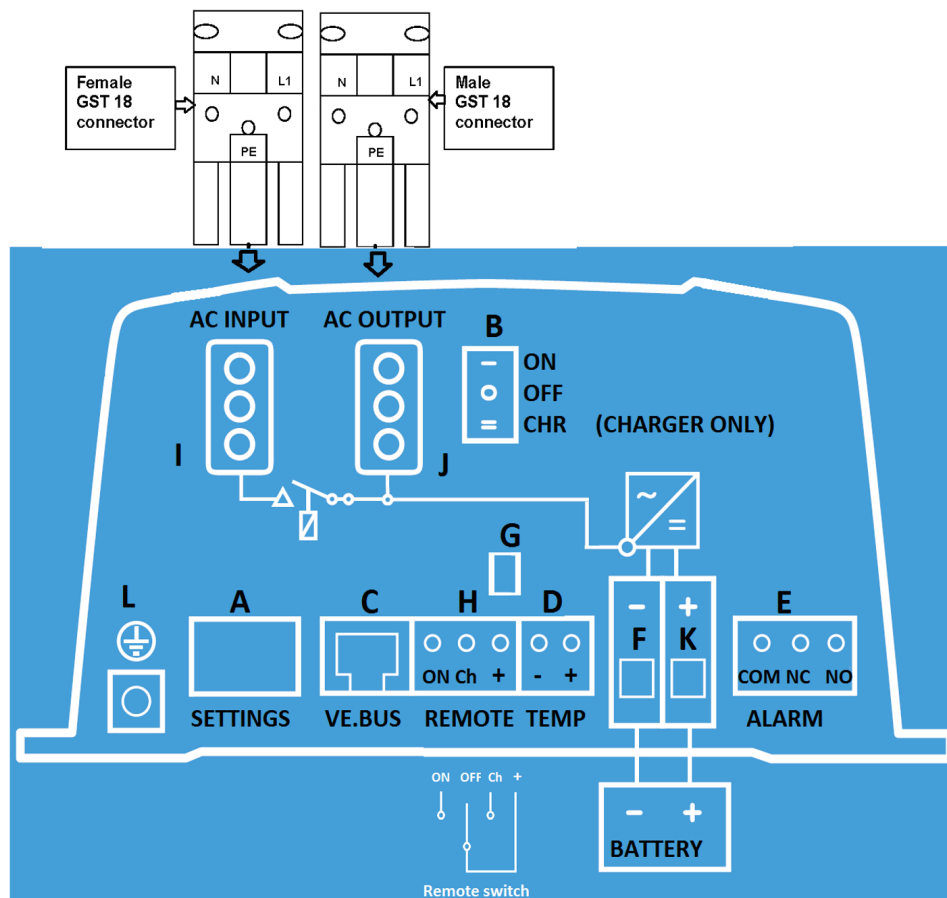 Female
GST 18
connector
N L1
PE
N L1
PE
Male
GST 18
connector
AC INPUT
AC OUTPUT
B
ON
OFF
CHR (CHARGER ONLY)
I
J
G
L
A
C
H
D
E
F
K
ON Ch +
- +
- +
COM NC NO
SETTINGS
VE.BUS
REMOTE
TEMP
ALARM
ON OFF Ch +
- +
BATTERY
Remote switch